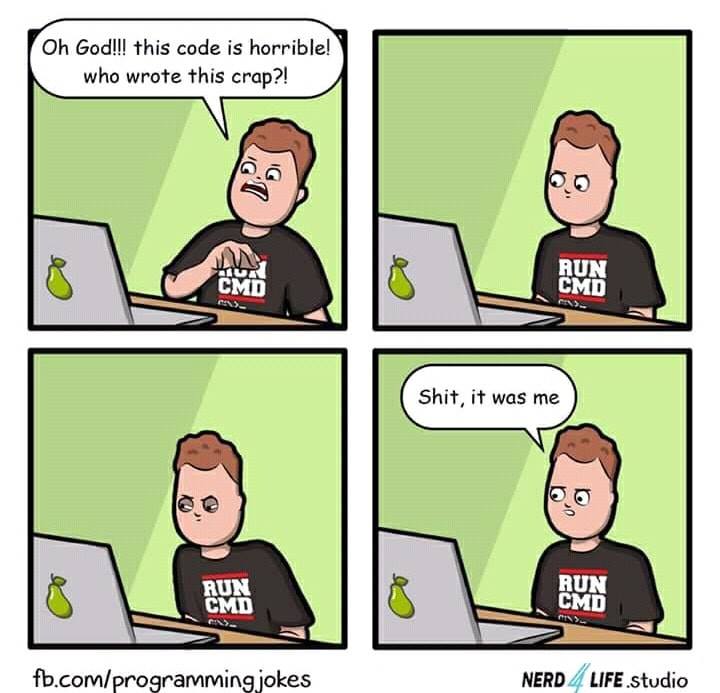 Oh God!!! this code is horrible!
who wrote this crap?!
RUN
CMD
RUN
CMD
RUN
CMD
Shit, it was me
RUN
CMD
fb.com/programmingjokes
NERD 4 LIFE.studio